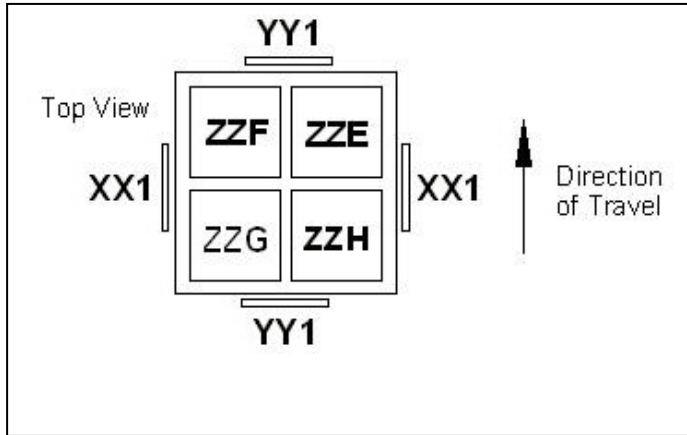 YY1
Top View
ZZF ZZE
XX1 XX1
Direction
of Travel
ZZG ZZH
YY1